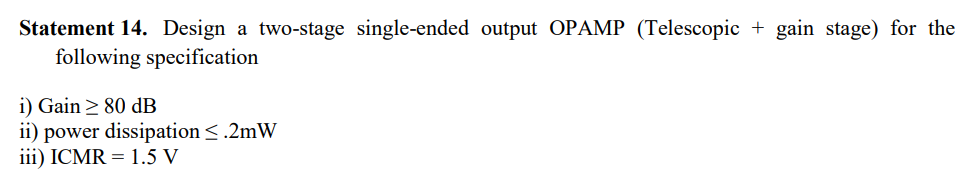 Statement 14. Design a two-stage single-ended output OPAMP (Telescopic + gain stage) for the
following specification
i) Gain ≥ 80 dB
ii) power dissipation ≤ .2mW
iii) ICMR = 1.5 V